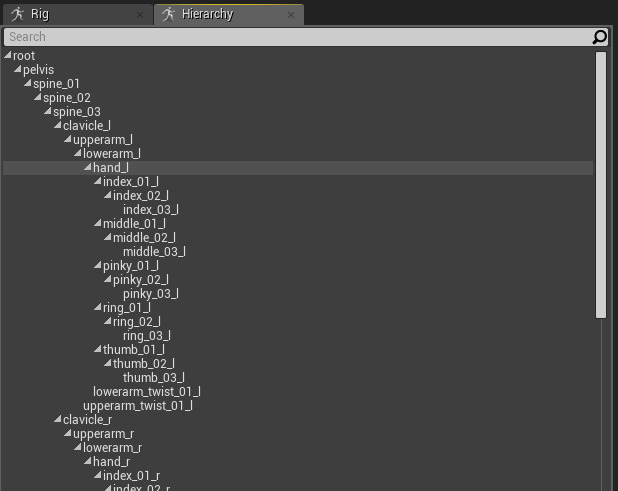 Rig Hierarchy
Search
root
pelvis
spine_01
spine_02
spine_03
clavicle_l
upperarm_l
lowerarm_l
hand_l
index_01_l
index_02_l
index_03_l
middle_01_l
middle_02_l
middle_03_l
pinky_01_l
pinky_02_l
pinky_03_l
ring_01_l
ring_02_l
ring_03_l
thumb_01_l
thumb_02_l
thumb_03_l
lowerarm_twist_01_l
upperarm_twist_01_l
clavicle_r
upperarm_r
lowerarm_r
hand_r
index_01_r
index_02_r